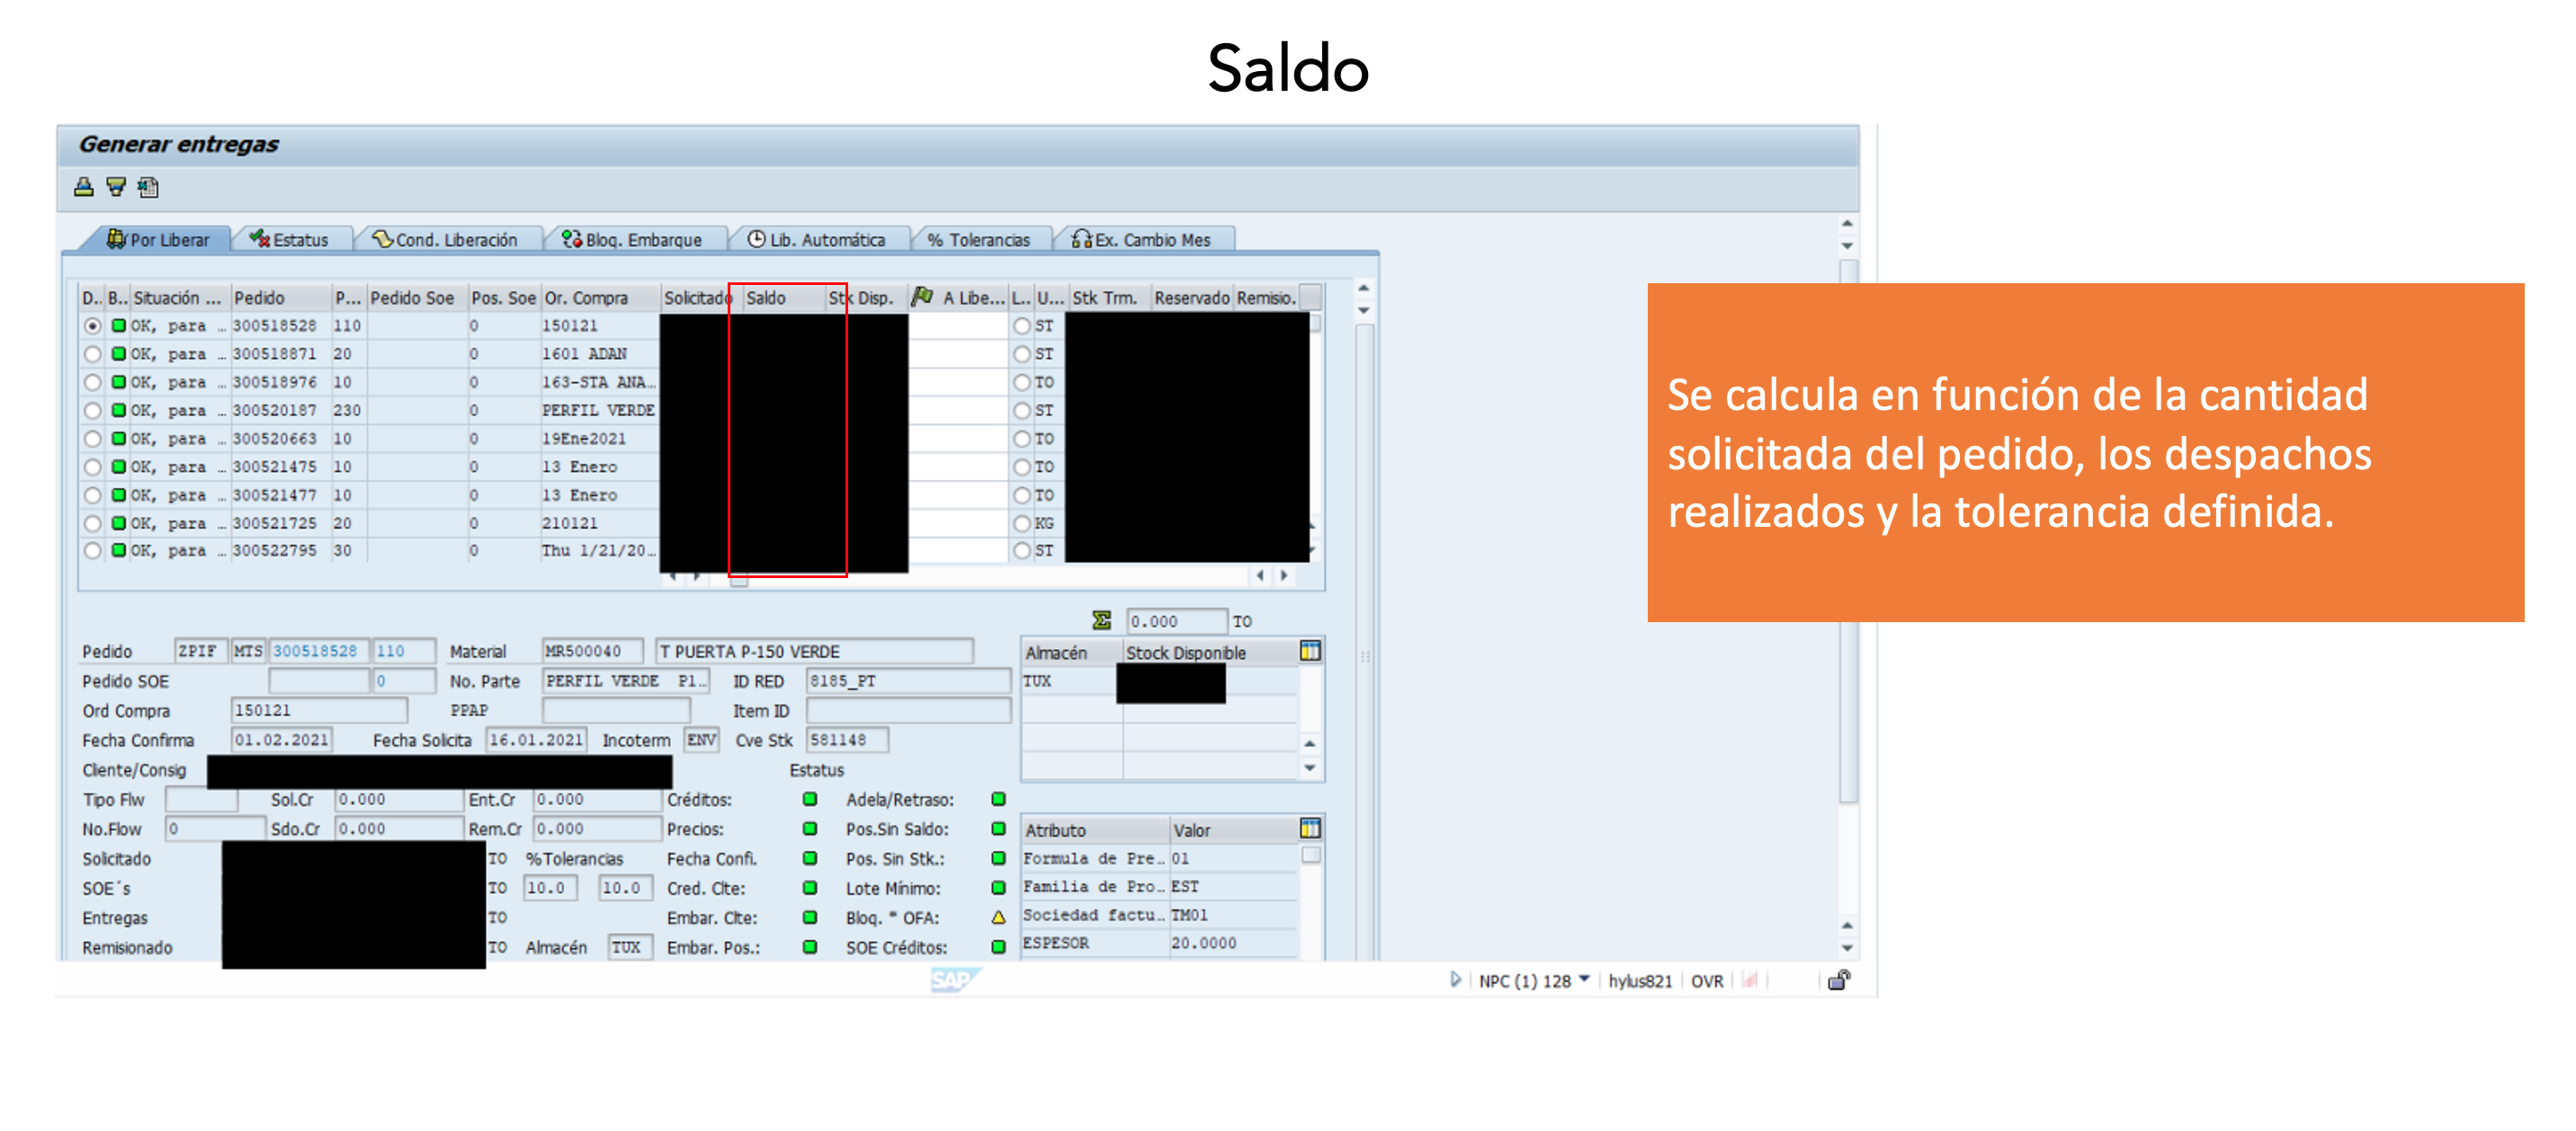 Saldo
Generar entregas
Por Liberar Estatus Cond. Liberación Bloq. Embarque Lib. Automática % Tolerancias Ex. Cambio Mes
D.. B.. Situación ... Pedido P... Pedido Soe Pos. Soe Or. Compra Solicitado Saldo Stk Disp. A Libe... L.. U... Stk Trm. Reservado Remisio.
OK, para .. 300518528 110 0 150121 ST
OK, para .. 300518871 20 0 1601 ADAN ST
OK, para .. 300518976 10 0 163-STA ANA.. TO
OK, para .. 300520187 230 0 PERFIL VERDE ST
OK, para .. 300520663 10 0 19Ene2021 TO
OK, para .. 300521475 10 0 13 Enero TO
OK, para .. 300521477 10 0 13 Enero TO
OK, para .. 300521725 20 0 210121 KG
OK, para .. 300522795 30 0 Thu 1/21/20.. ST
Se calcula en función de la cantidad
solicitada del pedido, los despachos
realizados y la tolerancia definida.
0.000 TO
Pedido ZPIF MTS 300518528 110 Material MR500040 T PUERTA P-150 VERDE
Pedido SOE 0 No. Parte PERFIL VERDE P1.. ID RED 8185_PT
Ord Compra 150121 PPAP Item ID
Fecha Confirma 01.02.2021 Fecha Solicita 16.01.2021 Incoterm ENV Cve Stk 581148
Cliente/Consig Estatus
Tipo Flw Sol.Cr 0.000 Ent.Cr 0.000 Créditos: Adela/Retraso:
No.Flow 0 Sdo.Cr 0.000 Rem.Cr 0.000 Precios: Pos.Sin Saldo:
Solicitado TO %Tolerancias Fecha Confi. Pos. Sin Stk.:
SOE´s TO 10.0 10.0 Cred. Clte: Lote Mínimo:
Entregas TO Embar. Clte: Bloq. * OFA:
Remisionado TO Almacén TUX Embar. Pos.: SOE Créditos:
Almacén Stock Disponible
TUX
Atributo Valor
Formula de Pre.. 01
Familia de Pro.. EST
Sociedad factu.. TM01
ESPESOR 20.0000
SAP
NPC (1) 128 hylus821 OVR